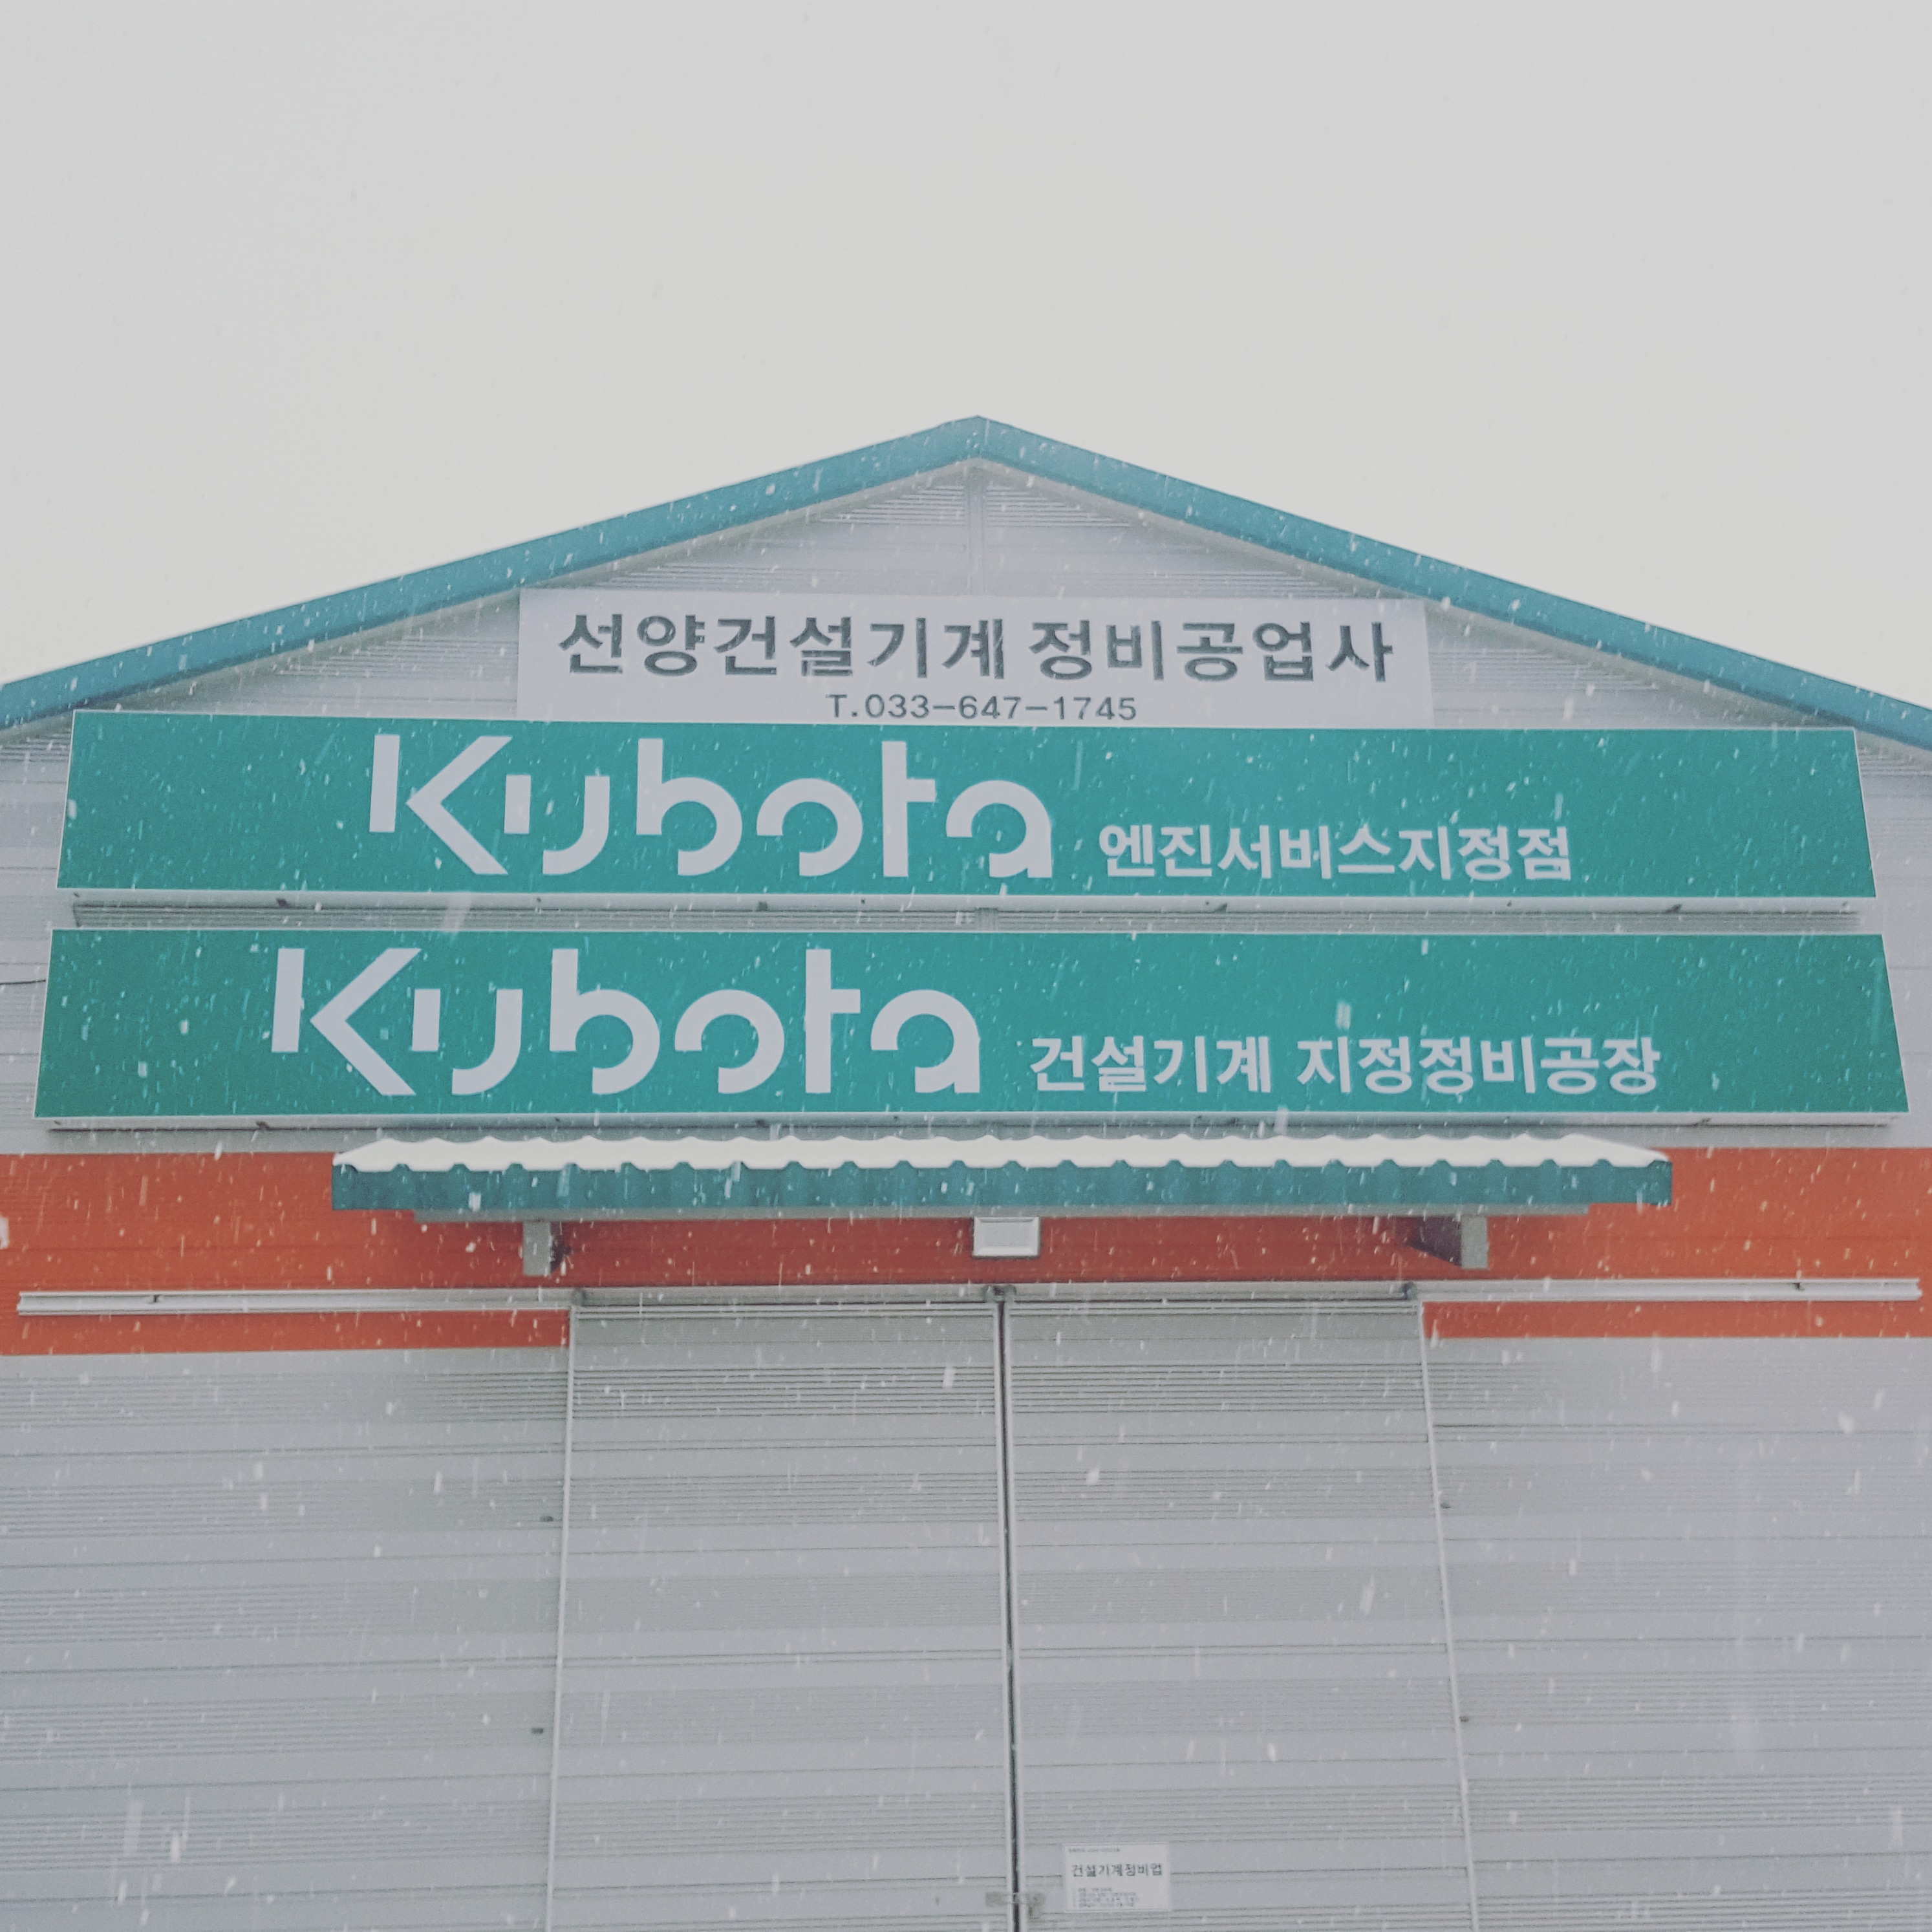 선양건설기계 정비공업사
T.033-647-1745
Kubota 엔진서비스지정점
Kubota 건설기계 지정정비공장
건설기계정비업